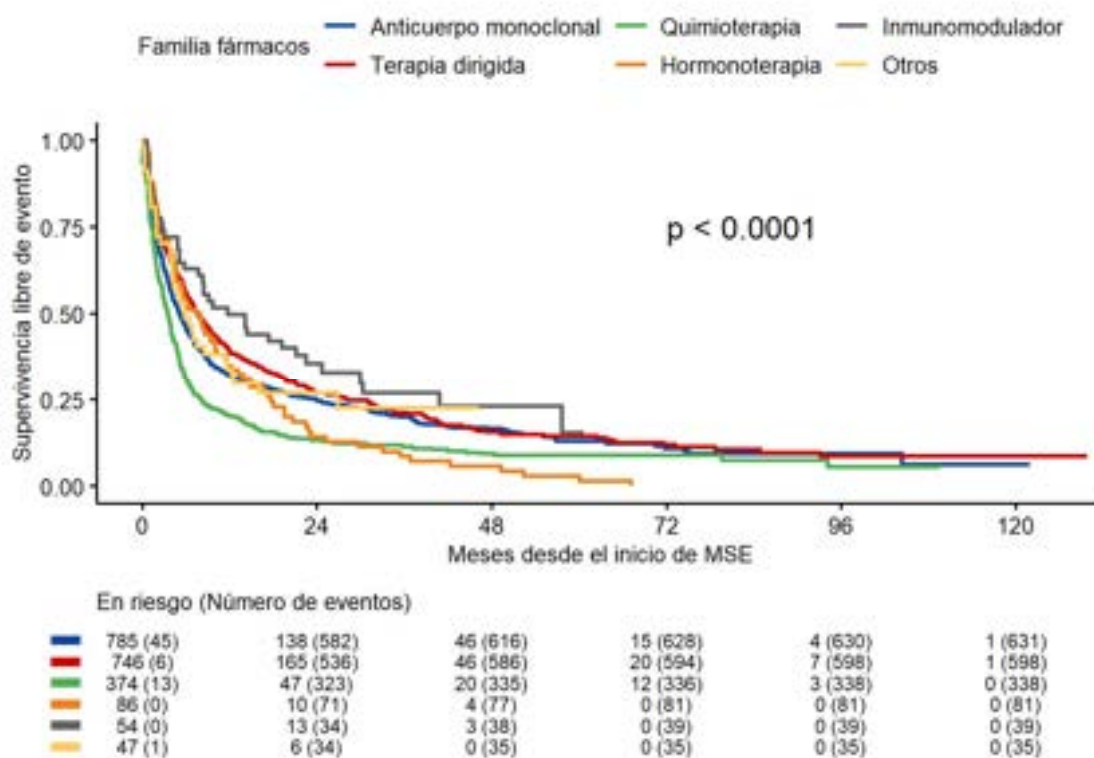 Familia fármacos
Anticuerpo monoclonal Quimioterapia Inmunomodulador
Terapia dirigida Hormonoterapia Otros
1.00
0.75
0.50
0.25
0.00
Supervivencia libre de evento
p < 0.0001
0 24 48 72 96 120
Meses desde el inicio de MSE
En riesgo (Número de eventos)
785 (45) 138 (582) 46 (616) 15 (628) 4 (630) 1 (631)
746 (6) 165 (536) 46 (586) 20 (594) 7 (598) 1 (598)
374 (13) 47 (323) 20 (335) 12 (336) 3 (338) 0 (338)
86 (0) 10 (71) 4 (77) 0 (81) 0 (81) 0 (81)
54 (0) 13 (34) 3 (38) 0 (39) 0 (39) 0 (39)
47 (1) 6 (34) 0 (35) 0 (35) 0 (35) 0 (35)